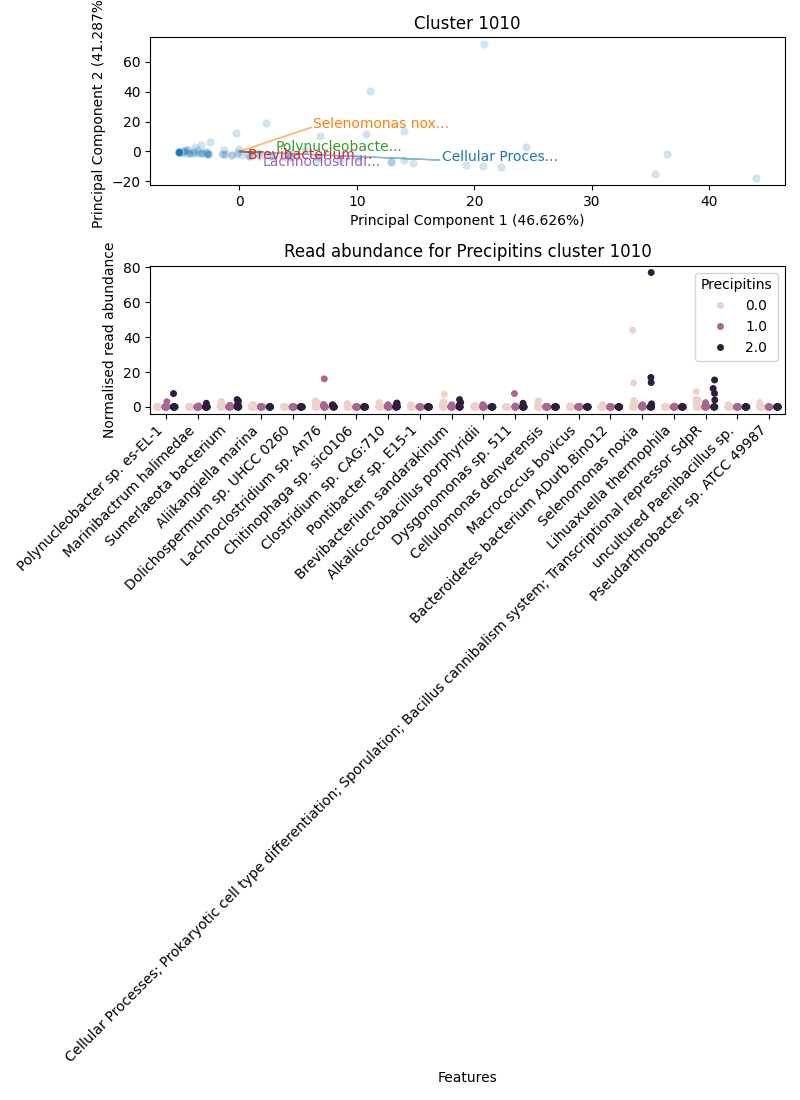 Cluster 1010
Principal Component 2 (41.287%
60
40
20
0
−20
Selenomonas nox...
Polynucleobacte...
Brevibacterium ...
Lachnoclostridi...
Cellular Proces...
0
10
20
30
40
Principal Component 1 (46.626%)
Read abundance for Precipitins cluster 1010
Normalised read abundance
80
60
40
20
0
Precipitins
0.0
1.0
2.0
Polynucleobacter sp. es-EL-1
Marinibactrum halimedae
Sumerlaeota bacterium
Aliikangiella marina
Dolichospermum sp. UHCC 0260
Lachnoclostridium sp. An76
Chitinophaga sp. sic0106
Clostridium sp. CAG:710
Pontibacter sp. E15-1
Brevibacterium sandarakinum
Alkalicoccobacillus porphyridii
Dysgonomonas sp. 511
Cellulomonas denverensis
Macrococcus bovicus
Bacteroidetes bacterium ADurb.Bin012
Selenomonas noxia
Lihuaxuella thermophila
Cellular Processes; Prokaryotic cell type differentiation; Sporulation; Bacillus cannibalism system; Transcriptional repressor SdpR
uncultured Paenibacillus sp.
Pseudarthrobacter sp. ATCC 49987
Features